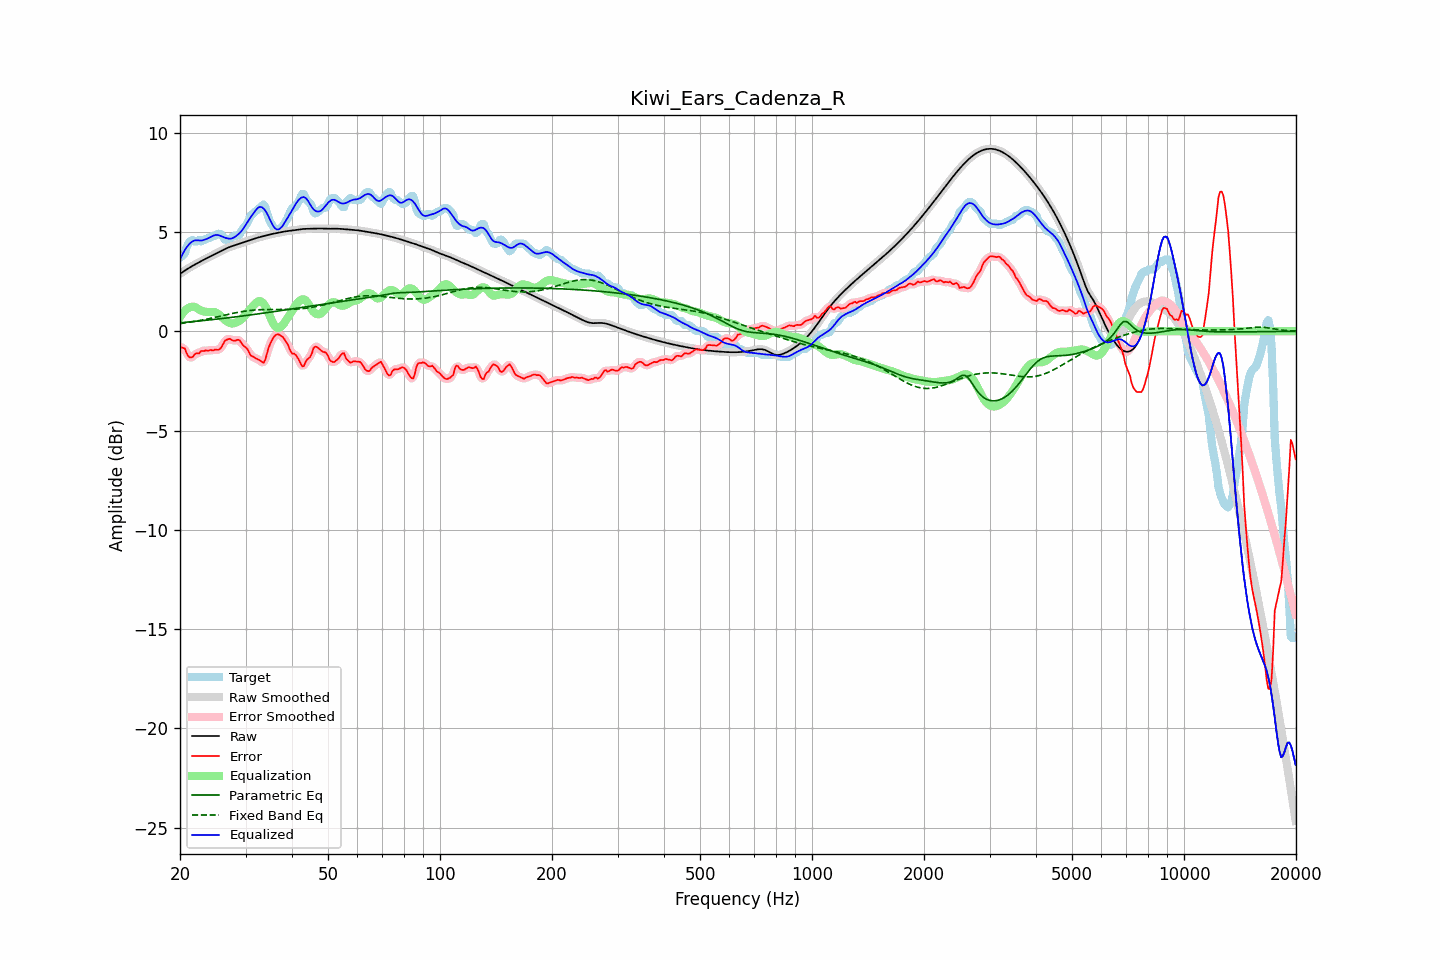 Kiwi_Ears_Cadenza_R
10
5
0
−5
−10
−15
−20
−25
Amplitude (dBr)
Target
Raw Smoothed
Error Smoothed
Raw
Error
Equalization
Parametric Eq
Fixed Band Eq
Equalized
20 50 100 200 500 1000 2000 5000 10000 20000
Frequency (Hz)